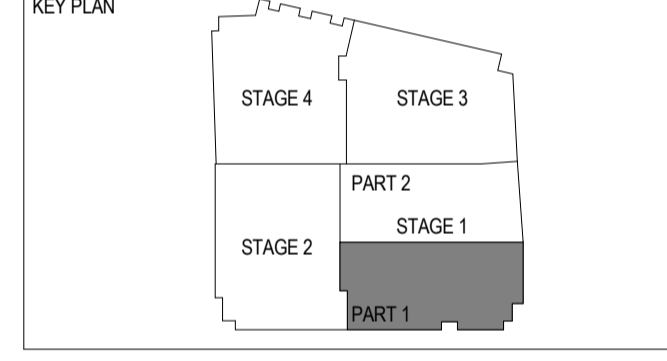 KEY PLAN
STAGE 4
STAGE 3
PART 2
STAGE 1
STAGE 2
PART 1